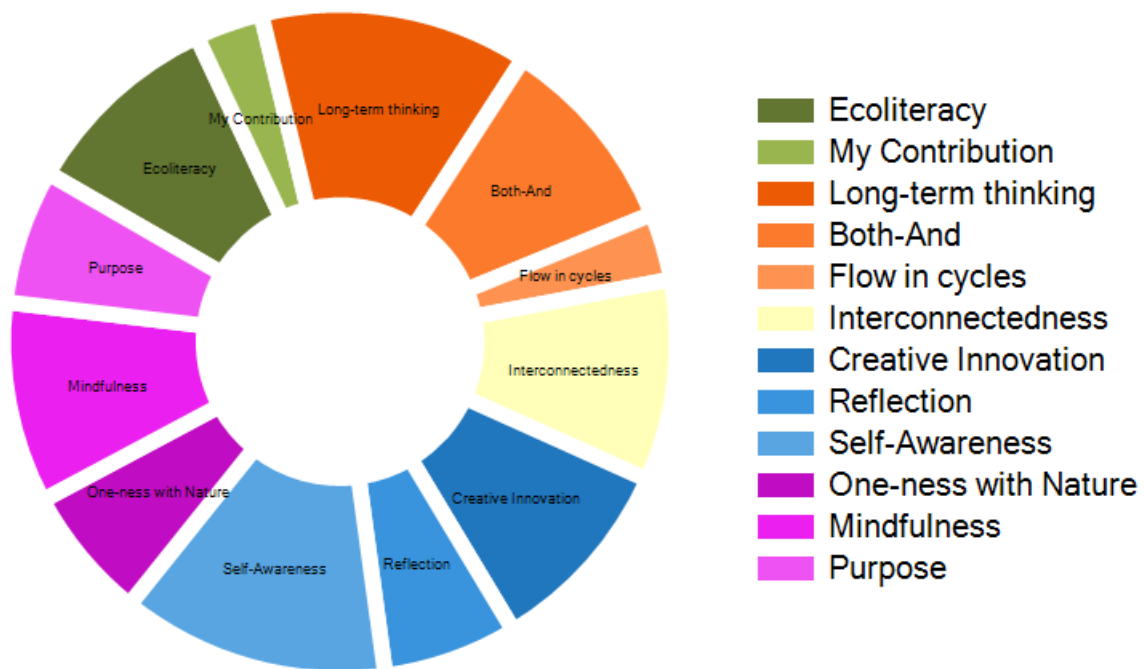 My Contribution
Long-term thinking
Ecoliteracy
Both-And
Purpose
Flow in cycles
Mindfulness
Interconnectedness
One-ness with Nature
Creative Innovation
Self-Awareness
Reflection
Ecoliteracy
My Contribution
Long-term thinking
Both-And
Flow in cycles
Interconnectedness
Creative Innovation
Reflection
Self-Awareness
One-ness with Nature
Mindfulness
Purpose